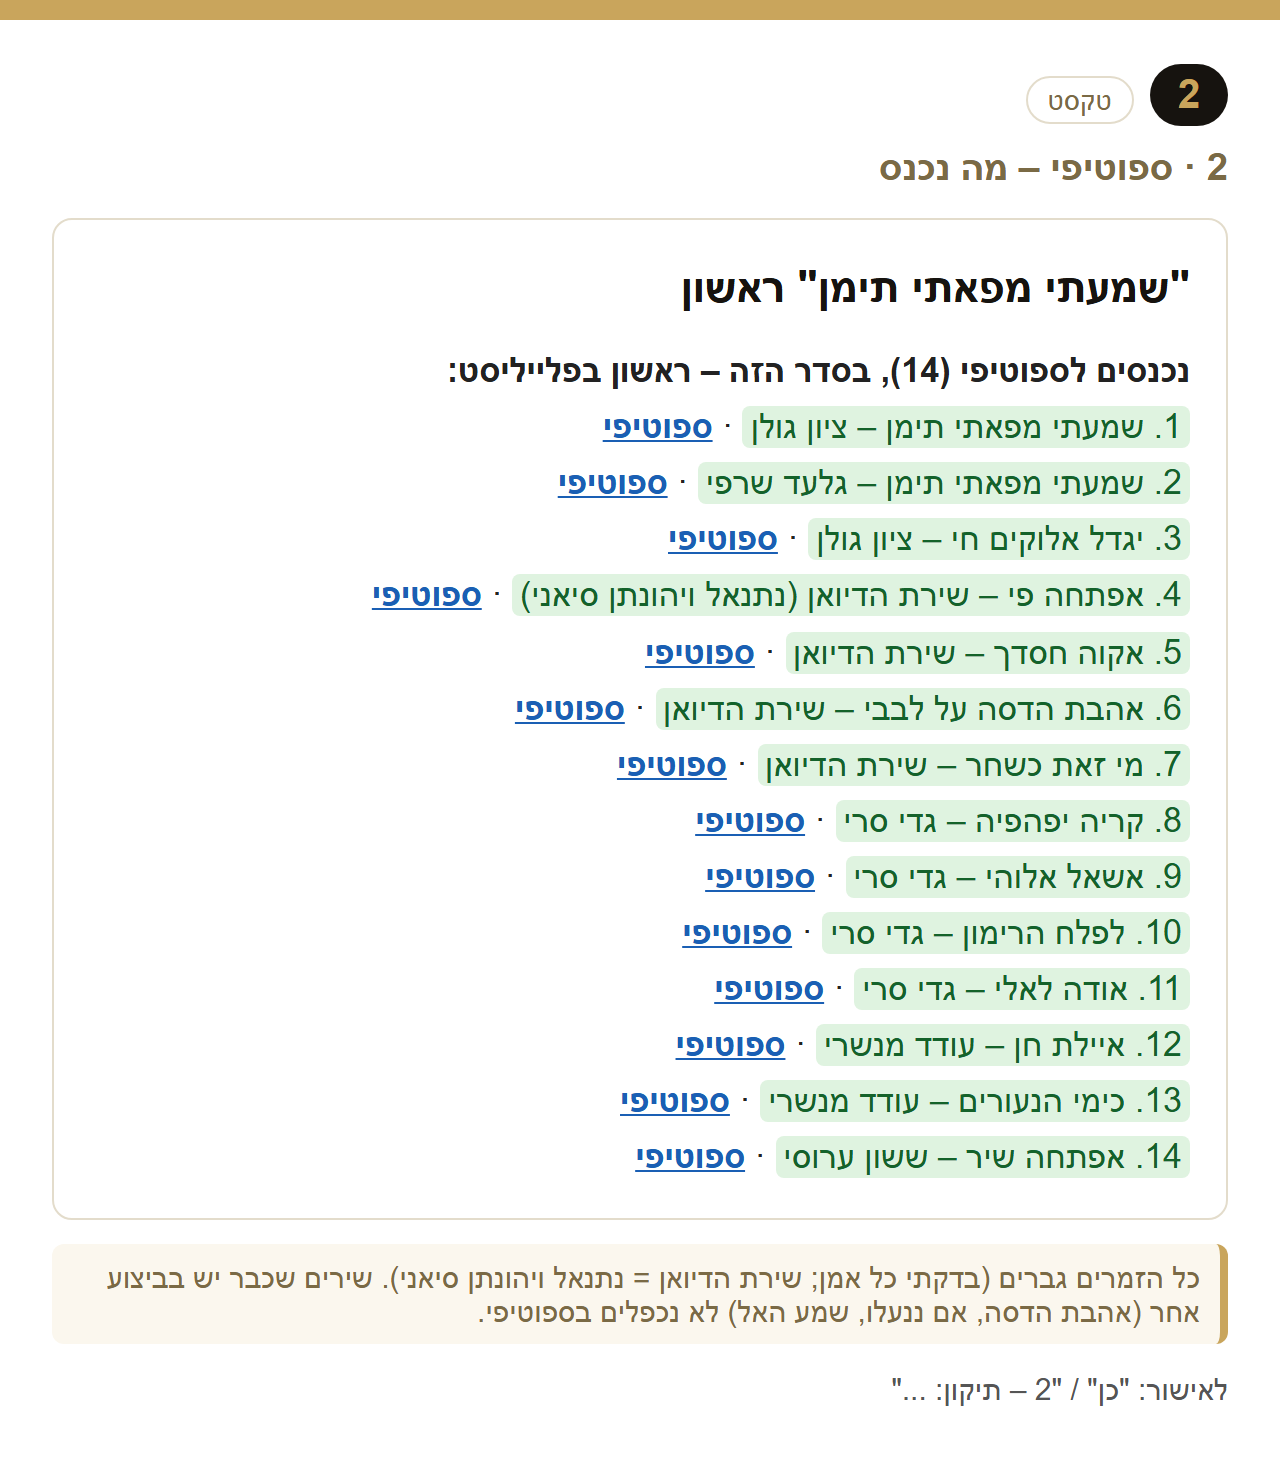 2
טקסט
2 · ספוטיפי – מה נכנס
"שמעתי מפאתי תימן" ראשון
נכנסים לספוטיפי (14), בסדר הזה – ראשון בפלייליסט:
1. שמעתי מפאתי תימן – ציון גולן · ספוטיפי
2. שמעתי מפאתי תימן – גלעד שרפי · ספוטיפי
3. יגדל אלוקים חי – ציון גולן · ספוטיפי
4. אפתחה פי – שירת הדיואן (נתנאל ויהונתן סיאני) · ספוטיפי
5. אקוה חסדך – שירת הדיואן · ספוטיפי
6. אהבת הדסה על לבבי – שירת הדיואן · ספוטיפי
7. מי זאת כשחר – שירת הדיואן · ספוטיפי
8. קריה יפהפיה – גדי סרי · ספוטיפי
9. אשאל אלוהי – גדי סרי · ספוטיפי
10. לפלח הרימון – גדי סרי · ספוטיפי
11. אודה לאלי – גדי סרי · ספוטיפי
12. איילת חן – עודד מנשרי · ספוטיפי
13. כימי הנעורים – עודד מנשרי · ספוטיפי
14. אפתחה שיר – ששון ערוסי · ספוטיפי
כל הזמרים גברים (בדקתי כל אמן; שירת הדיואן = נתנאל ויהונתן סיאני). שירים שכבר יש בביצוע
אחר (אהבת הדסה, אם ננעלו, שמע האל) לא נכפלים בספוטיפי.
לאישור: "כן" / "2 – תיקון: ..."